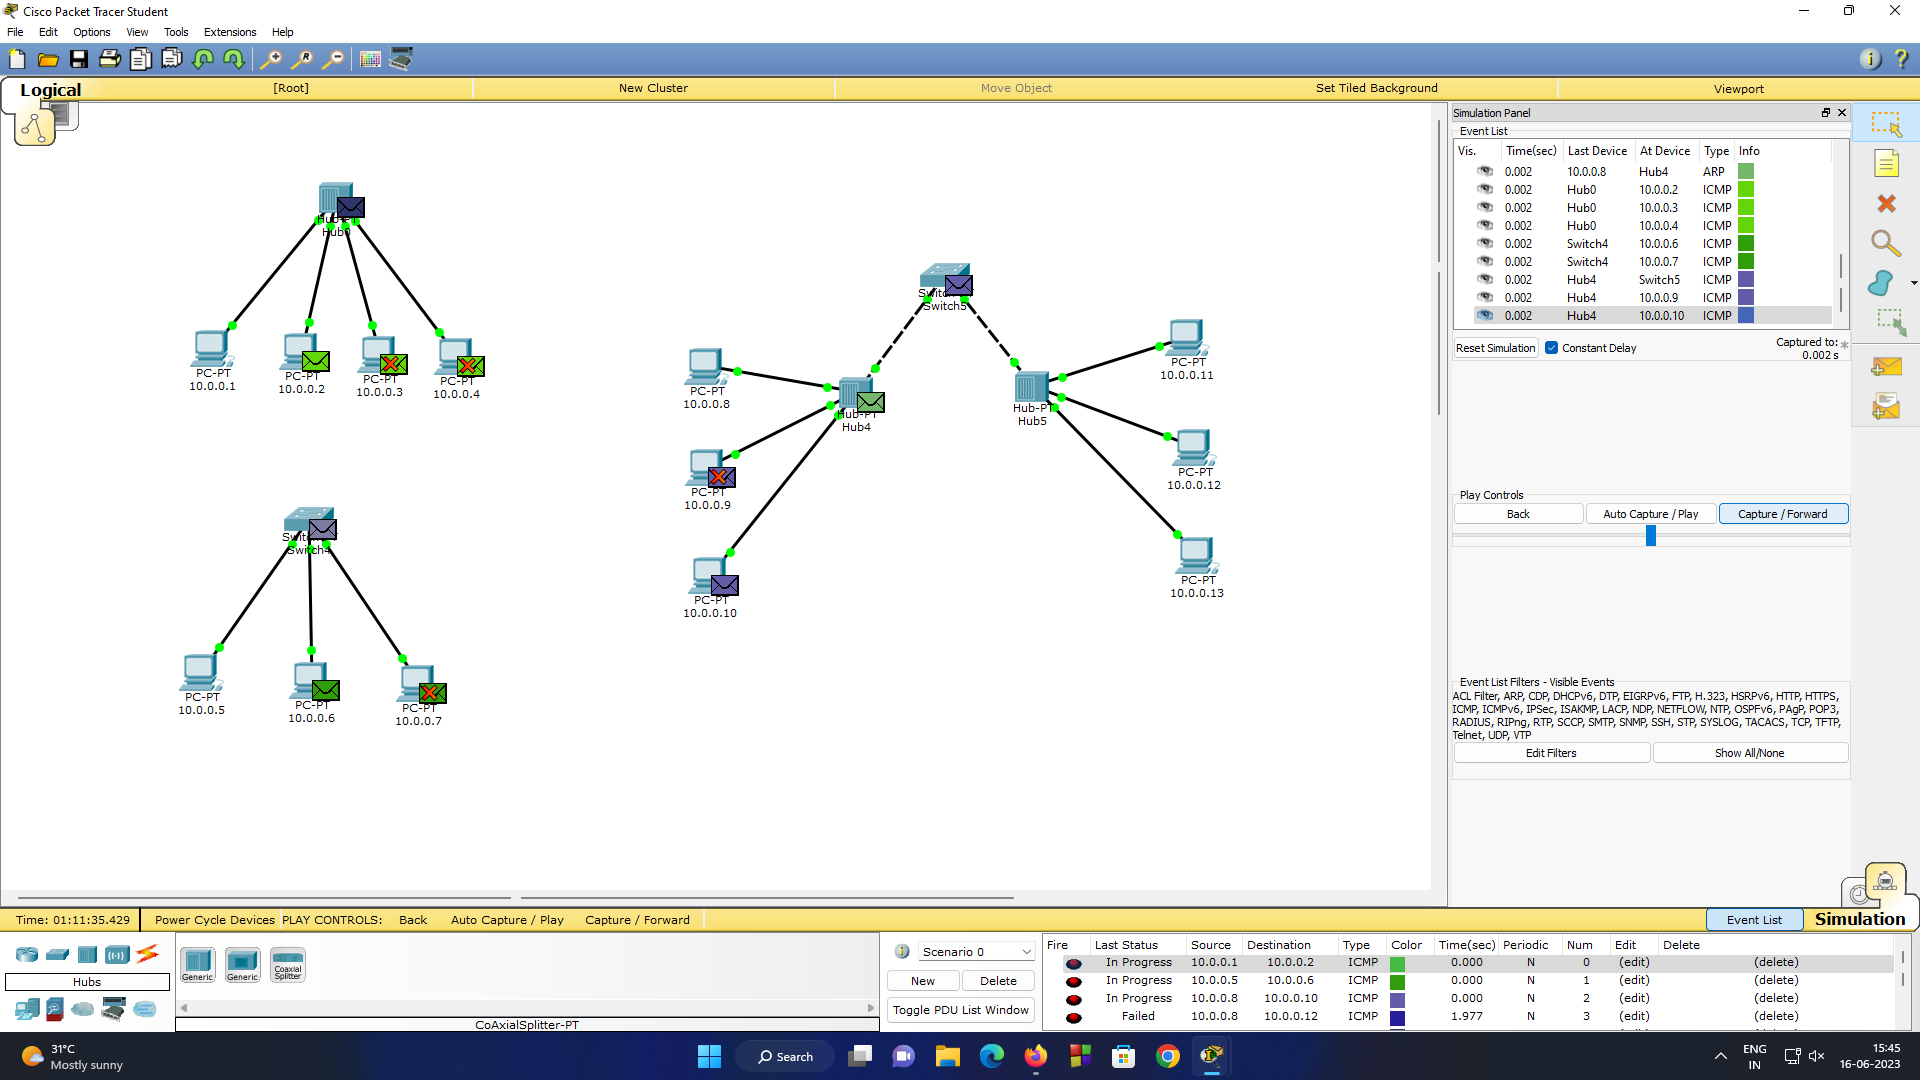 Cisco Packet Tracer Student
File Edit Options View Tools Extensions Help
Logical [Root] New Cluster Move Object Set Tiled Background Viewport
Hub0
PC-PT
10.0.0.1
PC-PT
10.0.0.2
PC-PT
10.0.0.3
PC-PT
10.0.0.4
Switch4
PC-PT
10.0.0.5
PC-PT
10.0.0.6
PC-PT
10.0.0.7
Switch5
PC-PT
10.0.0.8
PC-PT
10.0.0.9
PC-PT
10.0.0.10
Hub-PT
Hub4
Hub-PT
Hub5
PC-PT
10.0.0.11
PC-PT
10.0.0.12
PC-PT
10.0.0.13
Simulation Panel
Event List
Vis. Time(sec) Last Device At Device Type Info
0.002 10.0.0.8 Hub4 ARP
0.002 Hub0 10.0.0.2 ICMP
0.002 Hub0 10.0.0.3 ICMP
0.002 Hub0 10.0.0.4 ICMP
0.002 Switch4 10.0.0.6 ICMP
0.002 Switch4 10.0.0.7 ICMP
0.002 Hub4 Switch5 ICMP
0.002 Hub4 10.0.0.9 ICMP
0.002 Hub4 10.0.0.10 ICMP
Reset Simulation Constant Delay Captured to: *
0.002 s
Play Controls
Back Auto Capture / Play Capture / Forward
Event List Filters - Visible Events
ACL Filter, ARP, CDP, DHCPv6, DTP, EIGRPv6, FTP, H.323, HSRPv6, HTTP, HTTPS,
ICMP, ICMPv6, IPSec, ISAKMP, LACP, NDP, NETFLOW, NTP, OSPFv6, PAgP, POP3,
RADIUS, RIPng, RTP, SCCP, SMTP, SNMP, SSH, STP, SYSLOG, TACACS, TCP, TFTP,
Telnet, UDP, VTP
Edit Filters Show All/None
Time: 01:11:35.429 Power Cycle Devices PLAY CONTROLS: Back Auto Capture / Play Capture / Forward Event List Simulation
Hubs
Generic Generic Coaxial Splitter
CoAxialSplitter-PT
Scenario 0
New Delete
Toggle PDU List Window
Fire Last Status Source Destination Type Color Time(sec) Periodic Num Edit Delete
In Progress 10.0.0.1 10.0.0.2 ICMP 0.000 N 0 (edit) (delete)
In Progress 10.0.0.5 10.0.0.6 ICMP 0.000 N 1 (edit) (delete)
In Progress 10.0.0.8 10.0.0.10 ICMP 0.000 N 2 (edit) (delete)
Failed 10.0.0.8 10.0.0.12 ICMP 1.977 N 3 (edit) (delete)
31°C
Mostly sunny
Search
ENG
IN
15:45
16-06-2023